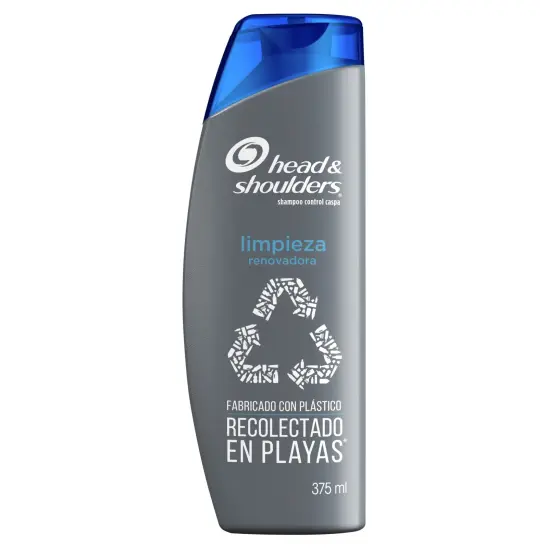 head &
shoulders®
shampoo control caspa
limpieza
renovadora
FABRICADO CON PLÁSTICO
RECOLECTADO
EN PLAYAS*
375 ml